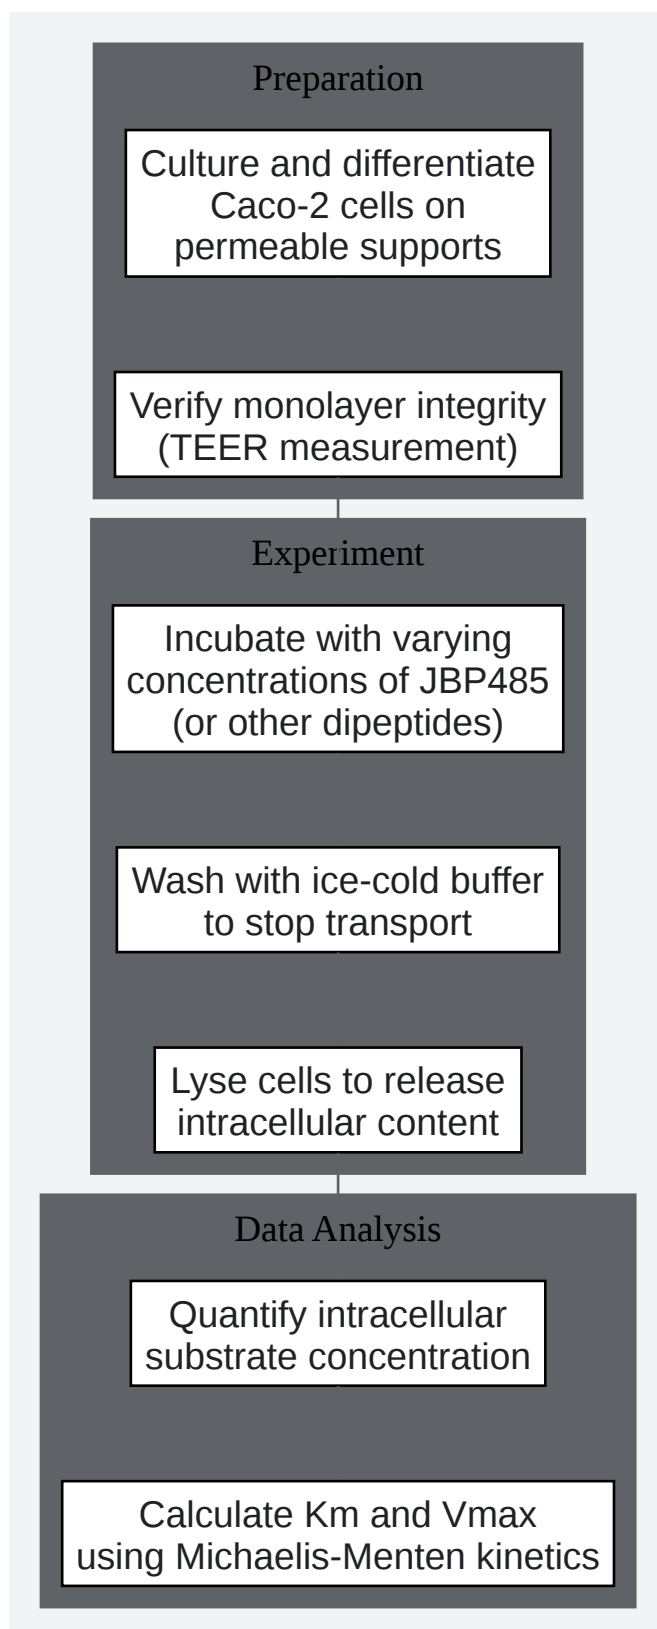 Preparation
Culture and differentiate
Caco-2 cells on
permeable supports
Verify monolayer integrity
(TEER measurement)
Experiment
Incubate with varying
concentrations of JBP485
(or other dipeptides)
Wash with ice-cold buffer
to stop transport
Lyse cells to release
intracellular content
Data Analysis
Quantify intracellular
substrate concentration
Calculate Km and Vmax
using Michaelis-Menten kinetics